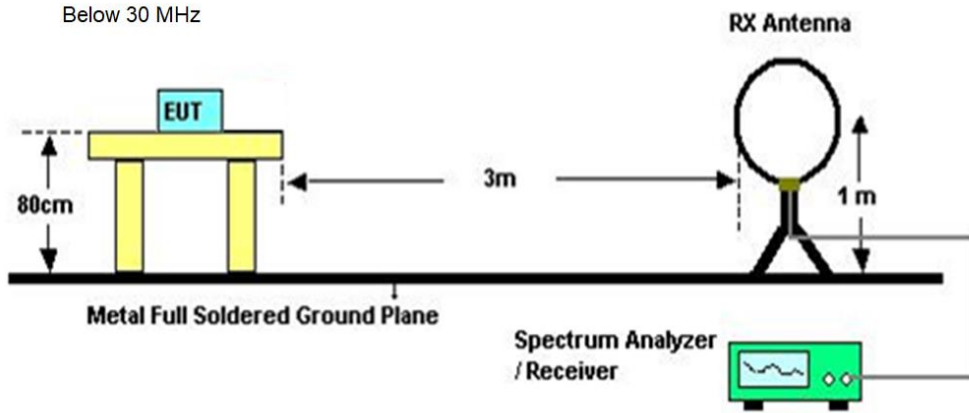 Below 30 MHz
RX Antenna
EUT
3m
80cm
1 m
Metal Full Soldered Ground Plane
Spectrum Analyzer
/ Receiver